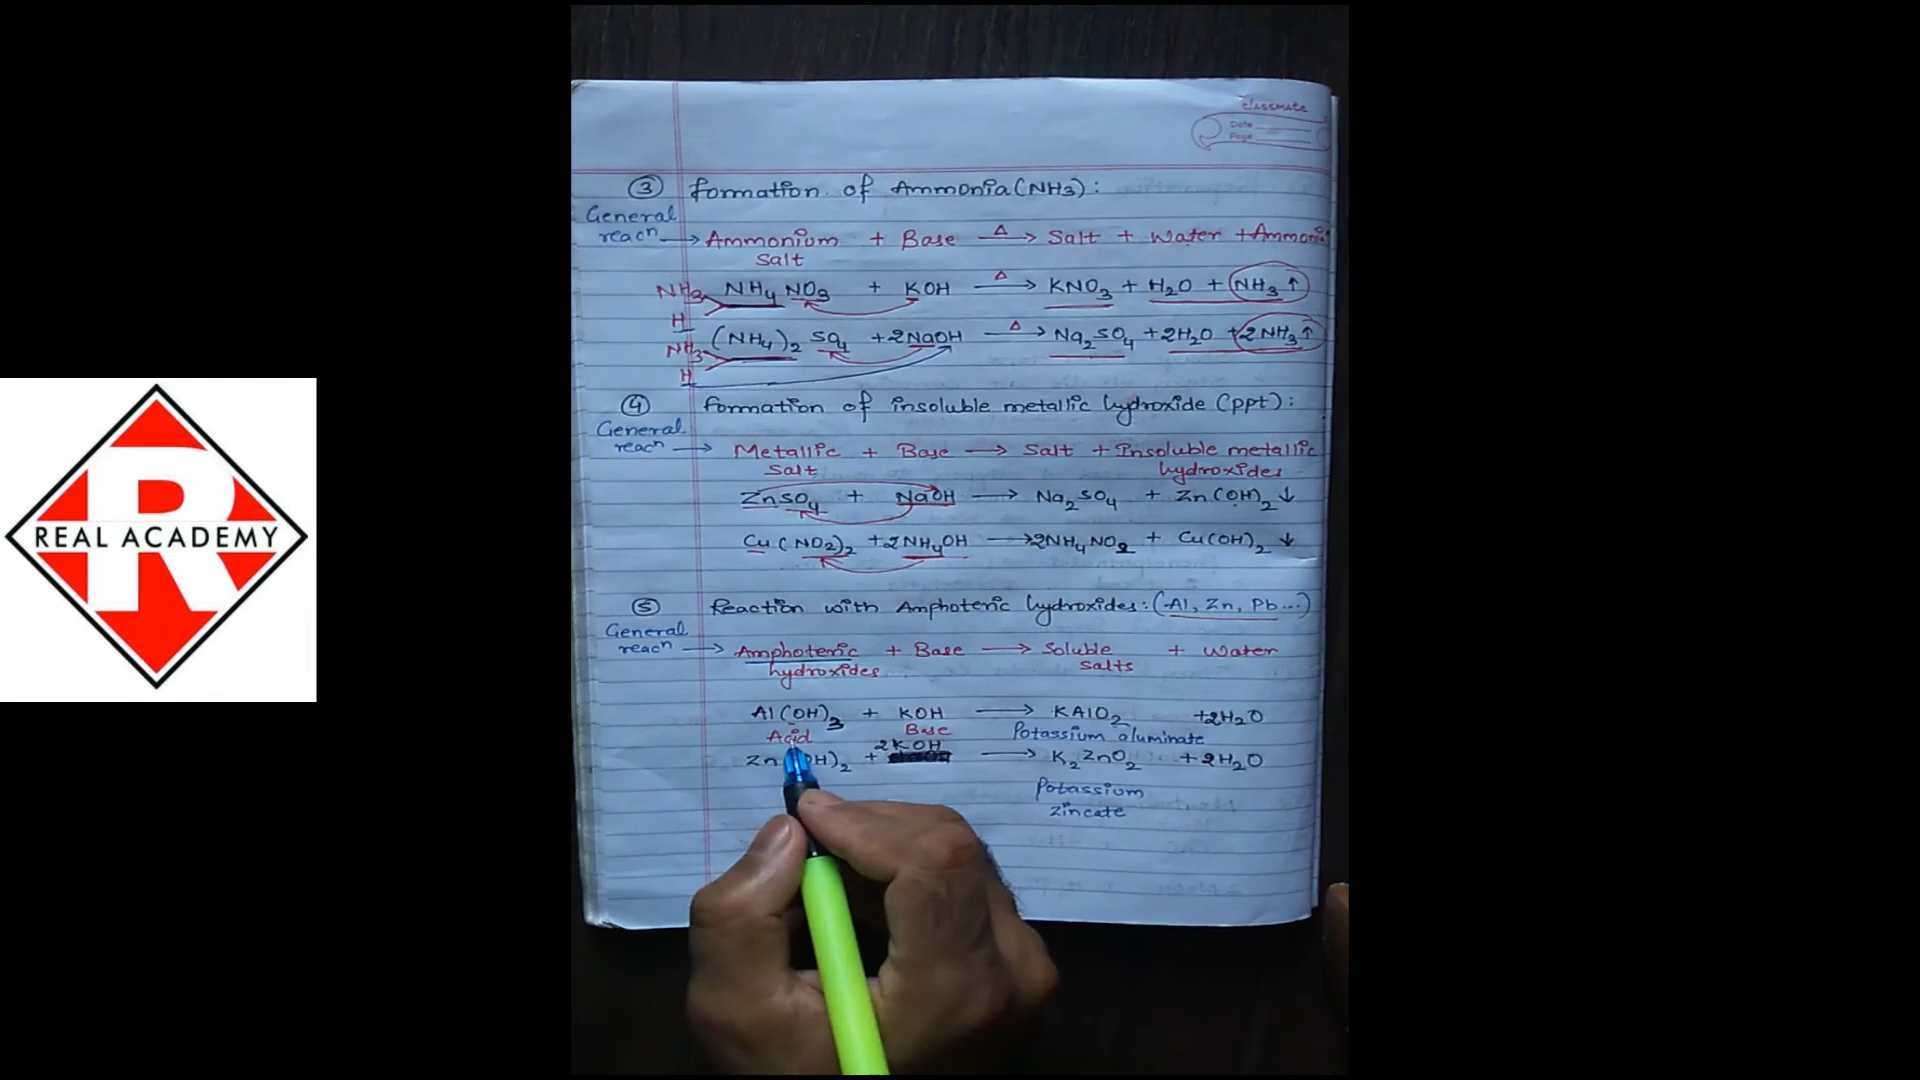 REAL ACADEMY
classmate
Date
Page
③ Formation of Ammonia (NH3):
General reacn → Ammonium Salt + Base —Δ→ Salt + Water + Ammonia
NH3 H NH4 NO3 + KOH —Δ→ KNO3 + H2O + NH3 ↑
NH3 H (NH4)2 SO4 + 2NaOH —Δ→ Na2SO4 + 2H2O + 2NH3 ↑
④ Formation of insoluble metallic hydroxide (ppt):
General reacn → Metallic Salt + Base → Salt + Insoluble metallic hydroxides
ZnSO4 + NaOH → Na2SO4 + Zn(OH)2 ↓
Cu(NO2)2 + 2NH4OH → 2NH4NO2 + Cu(OH)2 ↓
⑤ Reaction with Amphoteric hydroxides: (Al, Zn, Pb...)
General reacn → Amphoteric hydroxides + Base → Soluble salts + Water
Al(OH)3 + KOH → KAlO2 + 2H2O
Acid Base Potassium aluminate
Zn(OH)2 + 2KOH → K2ZnO2 + 2H2O
Potassium
zincate